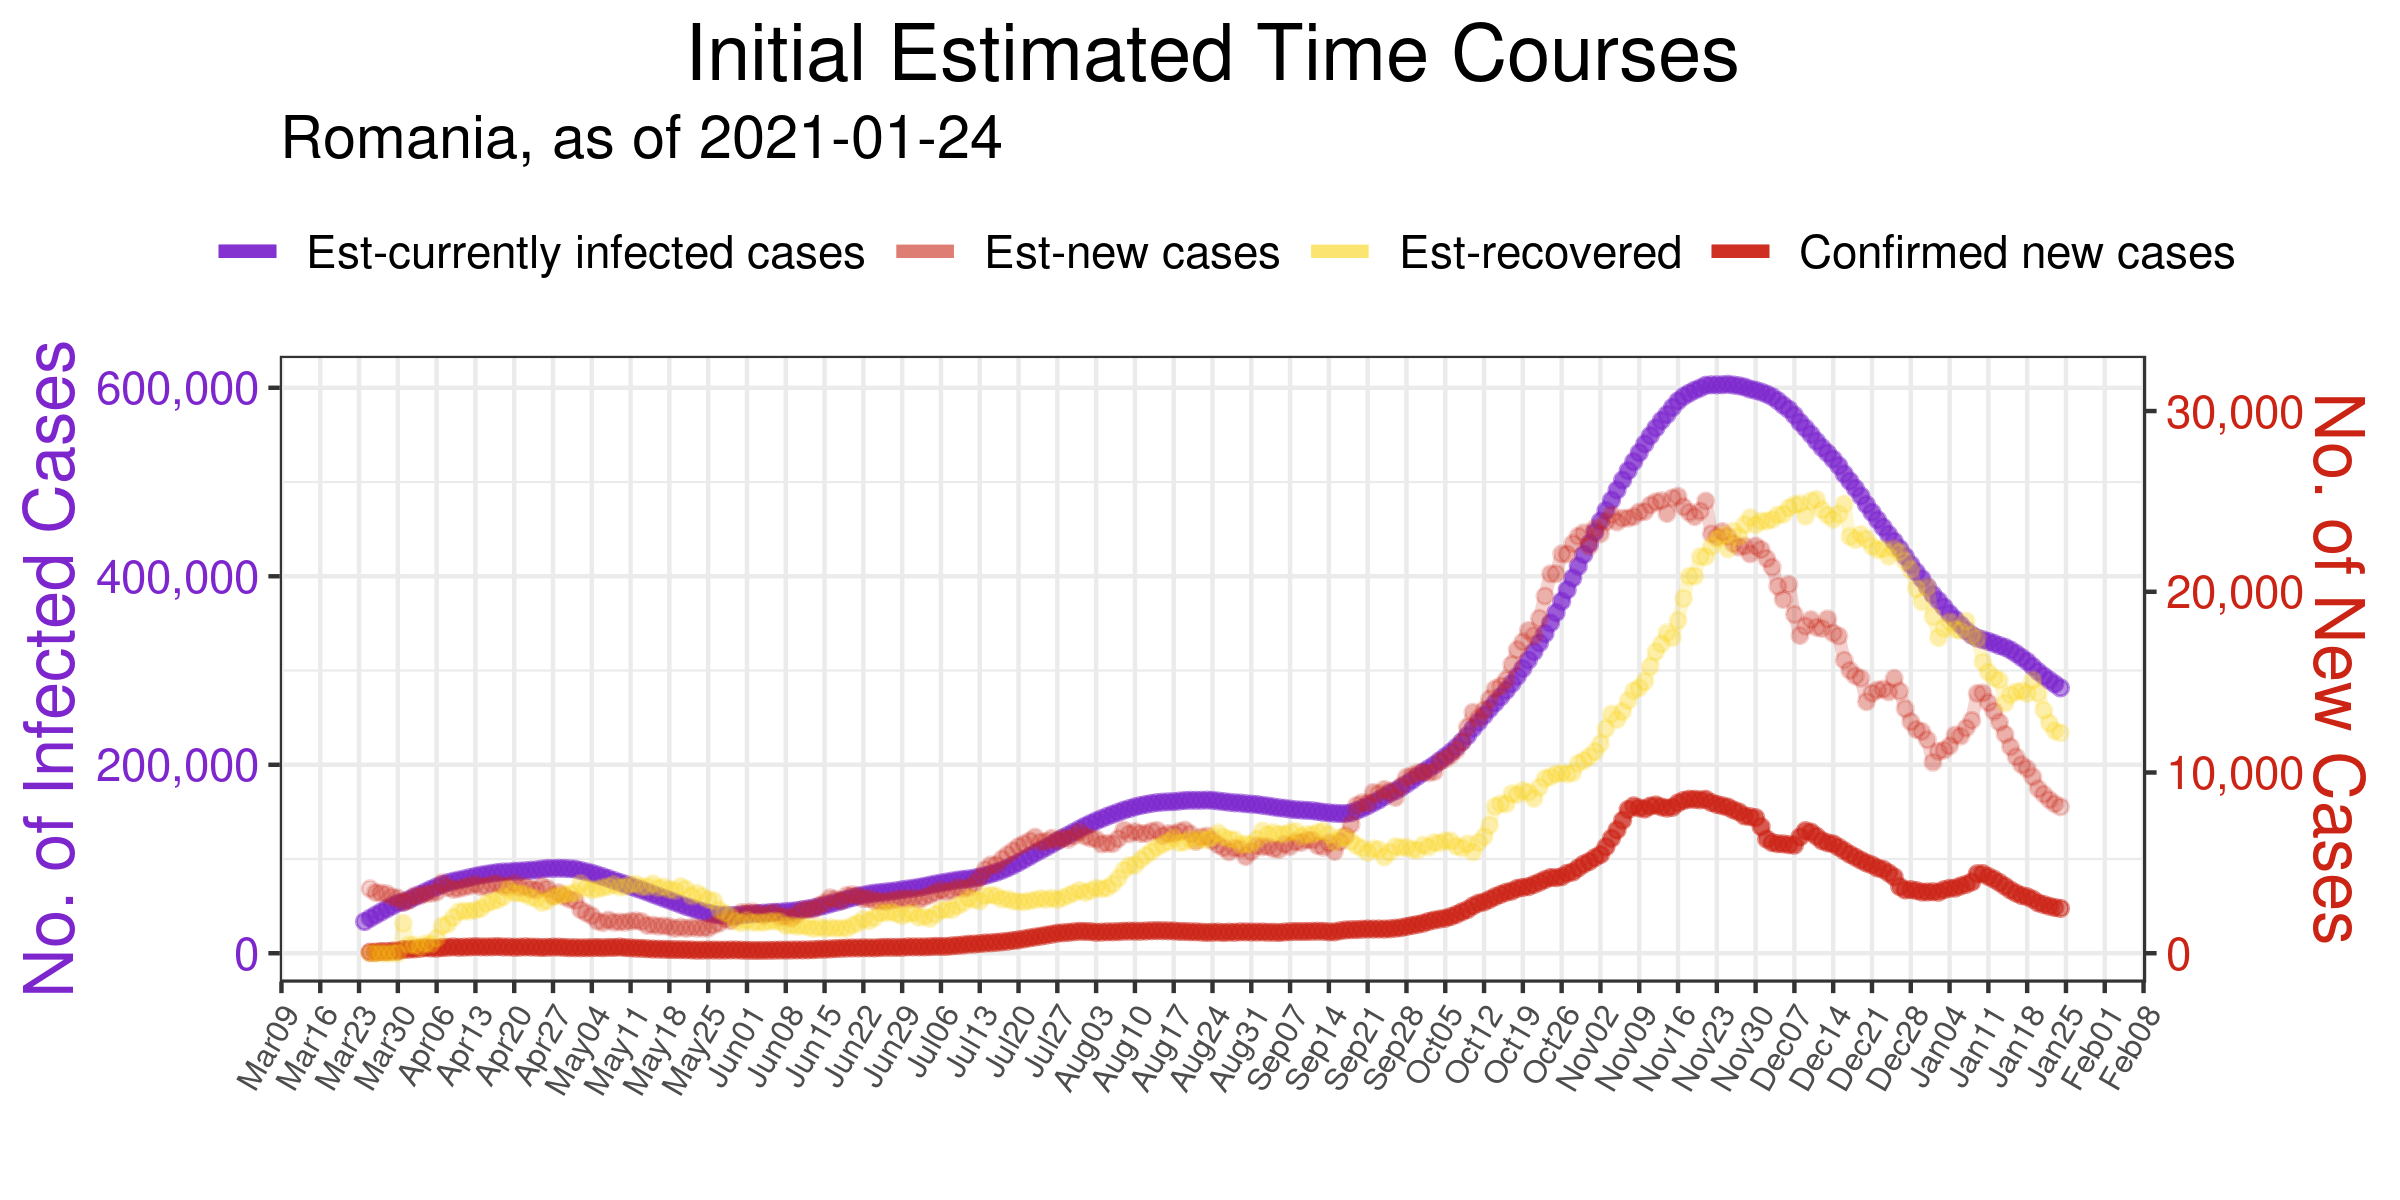 Initial Estimated Time Courses
Romania, as of 2021-01-24
Est-currently infected cases Est-new cases Est-recovered Confirmed new cases
No. of Infected Cases
600,000
400,000
200,000
0
30,000
20,000
10,000
0
No. of New Cases
Mar09 Mar16 Mar23 Mar30 Apr06 Apr13 Apr20 Apr27 May04 May11 May18 May25 Jun01 Jun08 Jun15 Jun22 Jun29 Jul06 Jul13 Jul20 Jul27 Aug03 Aug10 Aug17 Aug24 Aug31 Sep07 Sep14 Sep21 Sep28 Oct05 Oct12 Oct19 Oct26 Nov02 Nov09 Nov16 Nov23 Nov30 Dec07 Dec14 Dec21 Dec28 Jan04 Jan11 Jan18 Jan25 Feb01 Feb08